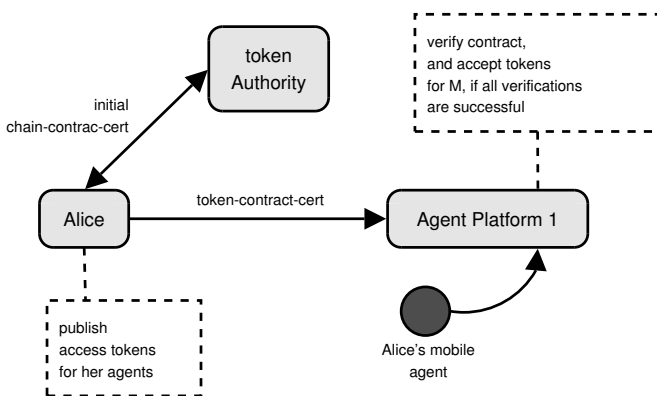 token
Authority
verify contract,
and accept tokens
for M, if all verifications
are successful
initial
chain-contrac-cert
Alice
token-contract-cert
Agent Platform 1
publish
access tokens
for her agents
Alice's mobile
agent